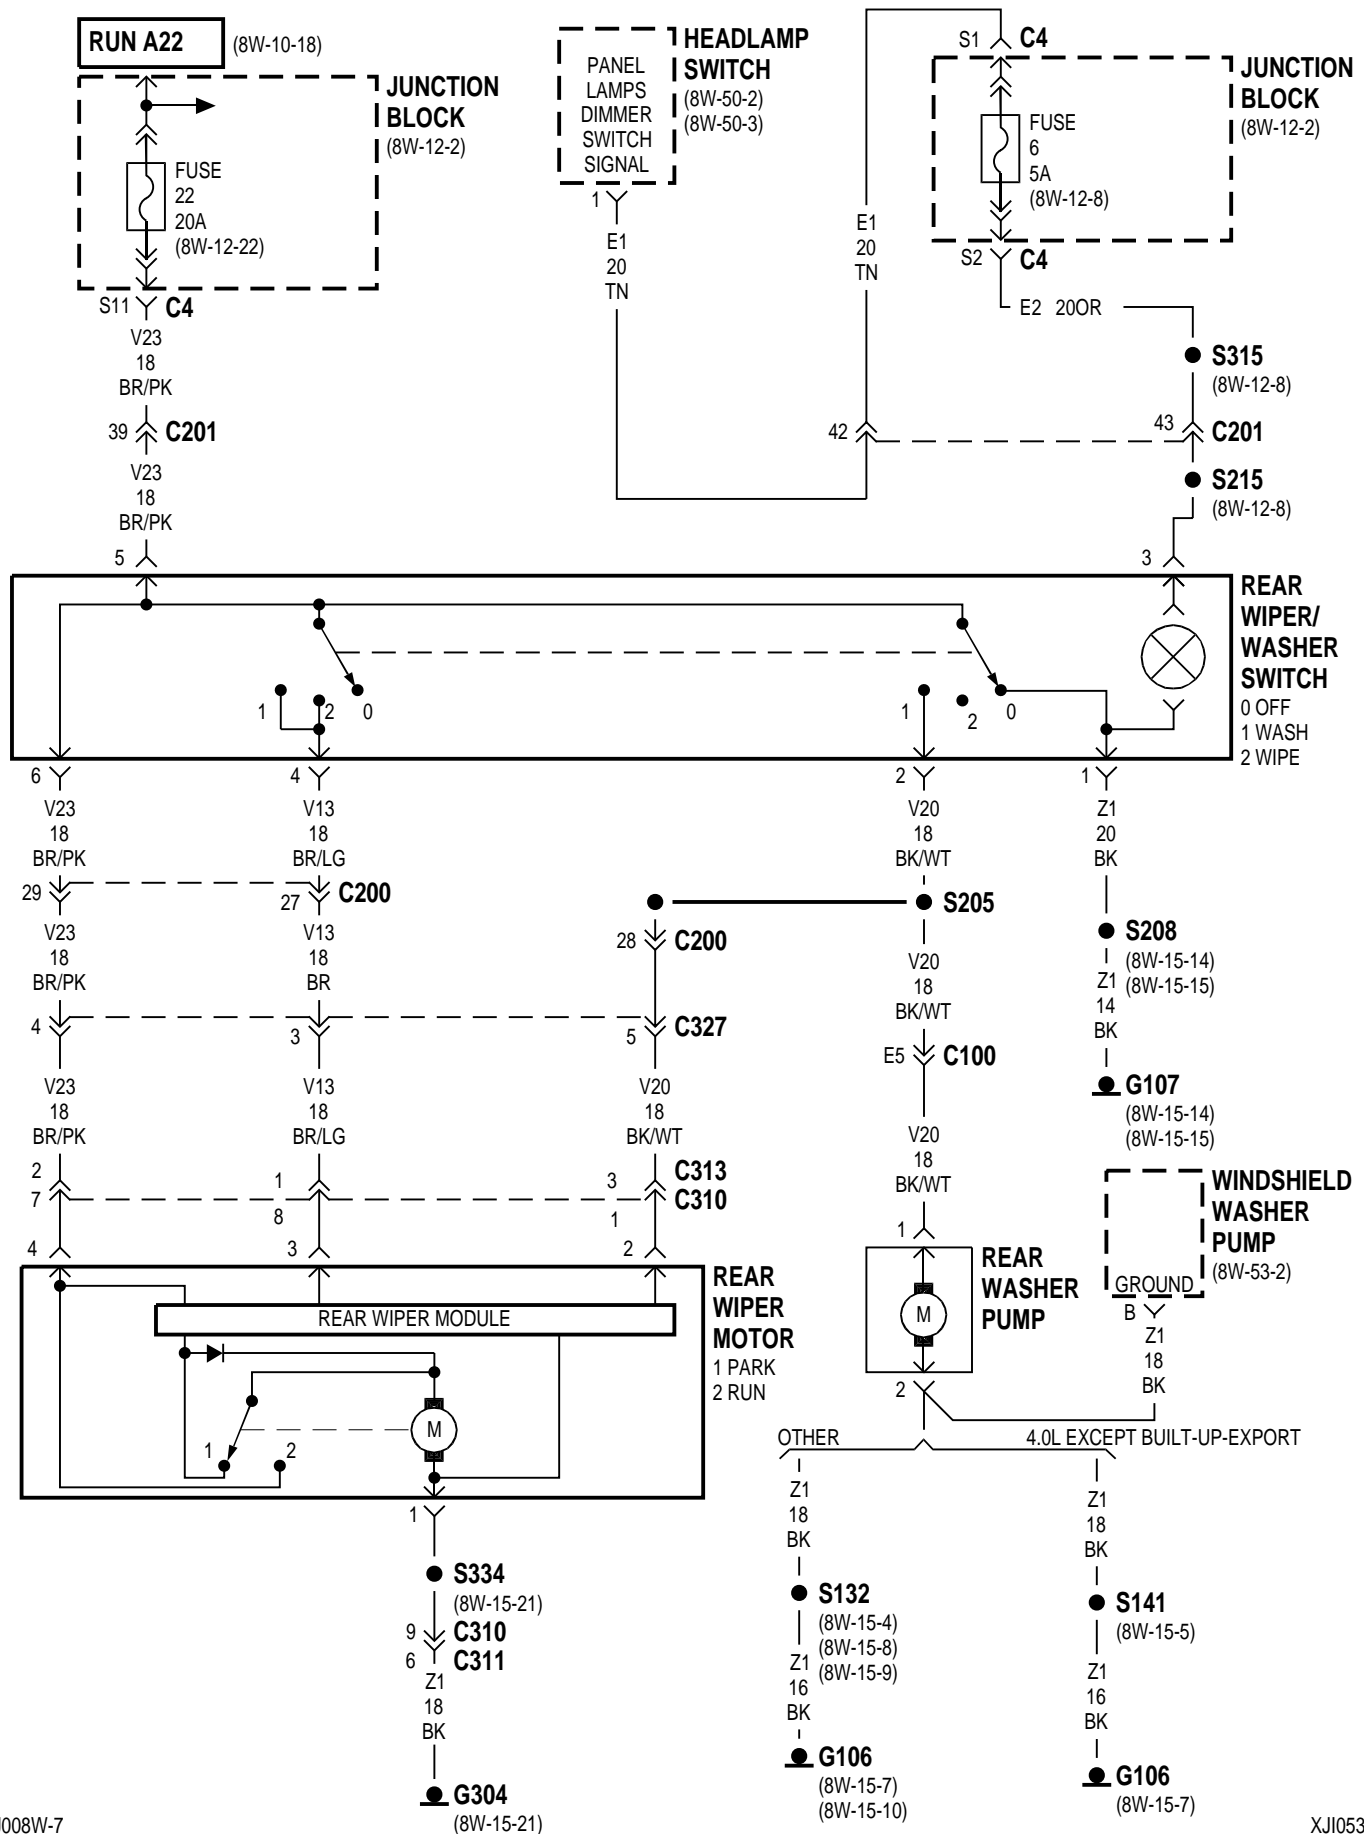 RUN A22
(8W-10-18)
JUNCTION
BLOCK
(8W-12-2)
FUSE
22
20A
(8W-12-22)
S11
C4
V23
18
BR/PK
39
C201
V23
18
BR/PK
5
PANEL
LAMPS
DIMMER
SWITCH
SIGNAL
HEADLAMP
SWITCH
(8W-50-2)
(8W-50-3)
1
E1
20
TN
E1
20
TN
42
S1
C4
JUNCTION
BLOCK
(8W-12-2)
FUSE
6
5A
(8W-12-8)
S2
C4
E2 20OR
S315
(8W-12-8)
43
C201
S215
(8W-12-8)
3
REAR
WIPER/
WASHER
SWITCH
0 OFF
1 WASH
2 WIPE
1
2
0
1
2
0
6
4
2
1
V23
18
BR/PK
V13
18
BR/LG
V20
18
BK/WT
Z1
20
BK
29
27
C200
S205
V23
18
BR/PK
V13
18
BR
28
C200
V20
18
BK/WT
S208
(8W-15-14)
(8W-15-15)
Z1
14
BK
4
3
5
C327
E5
C100
V23
18
BR/PK
V13
18
BR/LG
V20
18
BK/WT
G107
(8W-15-14)
(8W-15-15)
V20
18
BK/WT
2
1
3
C313
7
8
1
C310
4
3
2
1
REAR
WIPER
MOTOR
1 PARK
2 RUN
REAR WIPER MODULE
M
1
2
REAR
WASHER
PUMP
M
2
WINDSHIELD
WASHER
PUMP
(8W-53-2)
GROUND
B
Z1
18
BK
OTHER
4.0L EXCEPT BUILT-UP-EXPORT
1
S334
(8W-15-21)
9
C310
6
C311
Z1
18
BK
G304
(8W-15-21)
Z1
18
BK
S132
(8W-15-4)
(8W-15-8)
(8W-15-9)
Z1
16
BK
G106
(8W-15-7)
(8W-15-10)
Z1
18
BK
S141
(8W-15-5)
Z1
16
BK
G106
(8W-15-7)
008W-7
XJI053